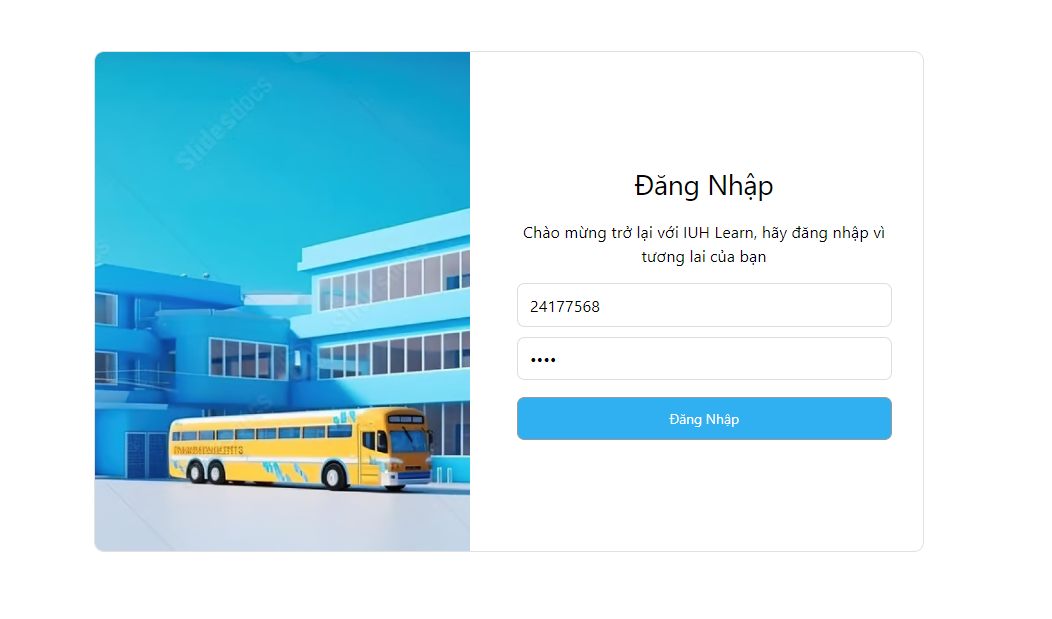 Slidesdocs
Đăng Nhập
Chào mừng trở lại với IUH Learn, hãy đăng nhập vì
tương lai của bạn
24177568
••••
Đăng Nhập